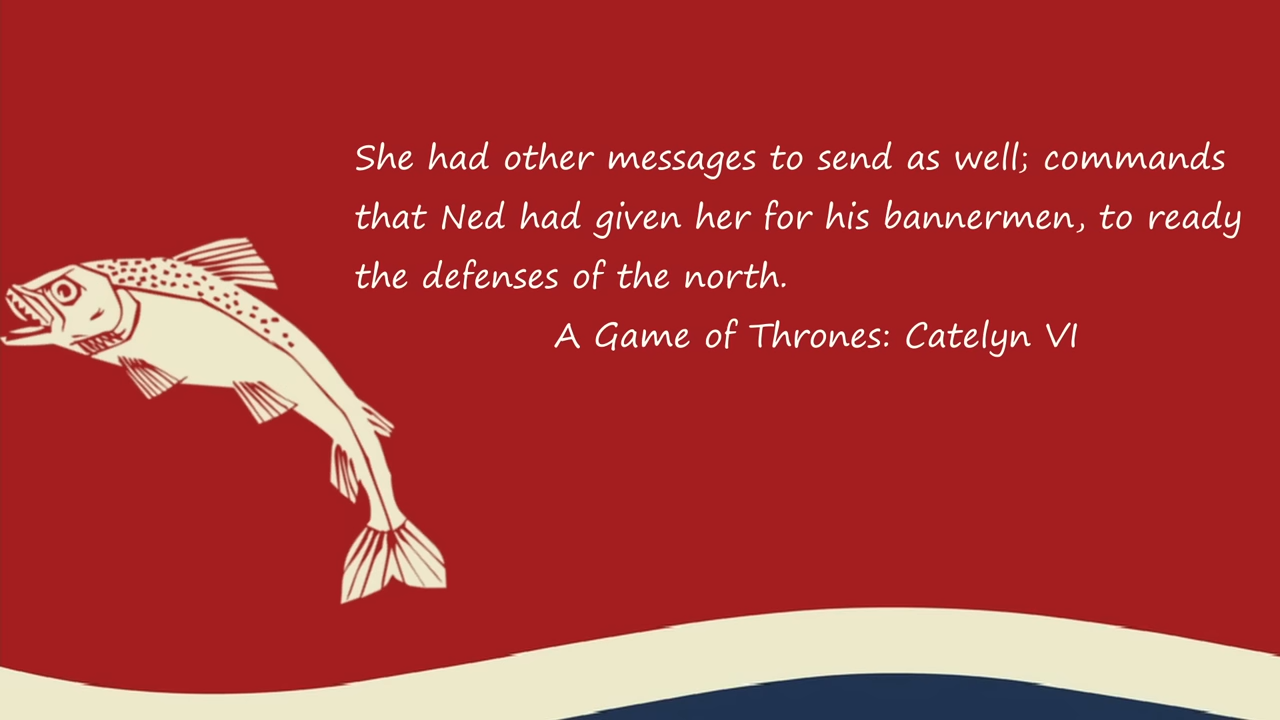 She had other messages to send as well; commands
that Ned had given her for his bannermen, to ready
the defenses of the north.
A Game of Thrones: Catelyn VI